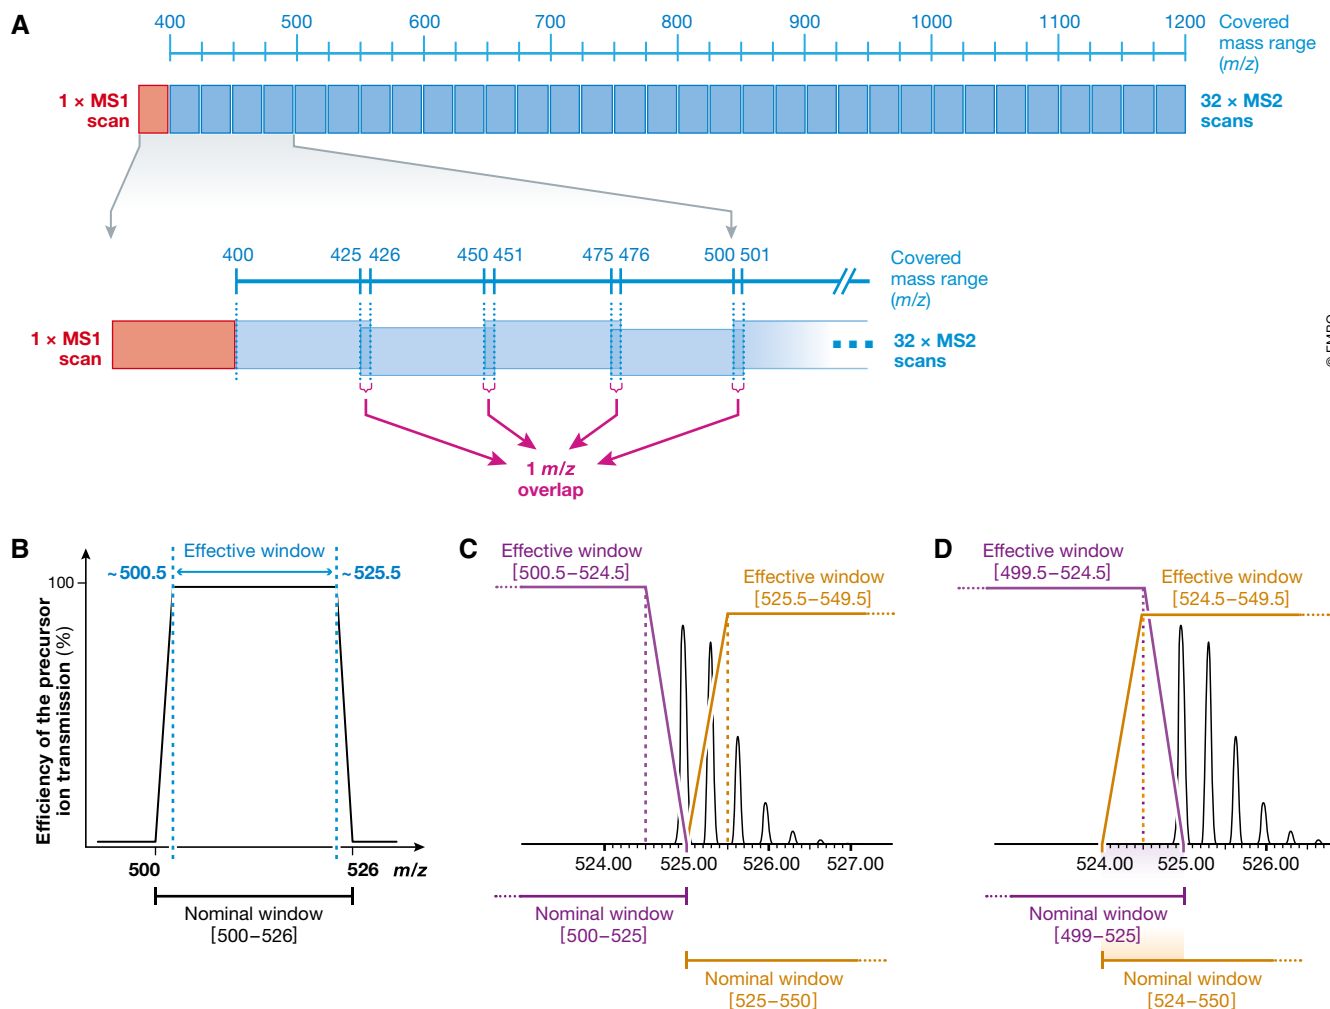 A
400 500 600 700 800 900 1000 1100 1200
Covered
mass range
(m/z)
1 × MS1
scan
32 × MS2
scans
400 425 426 450 451 475 476 500 501
Covered
mass range
(m/z)
1 × MS1
scan
32 × MS2
scans
1 m/z
overlap
B
Effective window
~500.5
~525.5
100
Efficiency of the precursor
ion transmission (%)
500 526 m/z
Nominal window
[500–526]
C
Effective window
[500.5–524.5]
Effective window
[525.5–549.5]
524.00 525.00 526.00 527.00
Nominal window
[500–525]
Nominal window
[525–550]
D
Effective window
[499.5–524.5]
Effective window
[524.5–549.5]
524.00 525.00 526.00
Nominal window
[499–525]
Nominal window
[524–550]